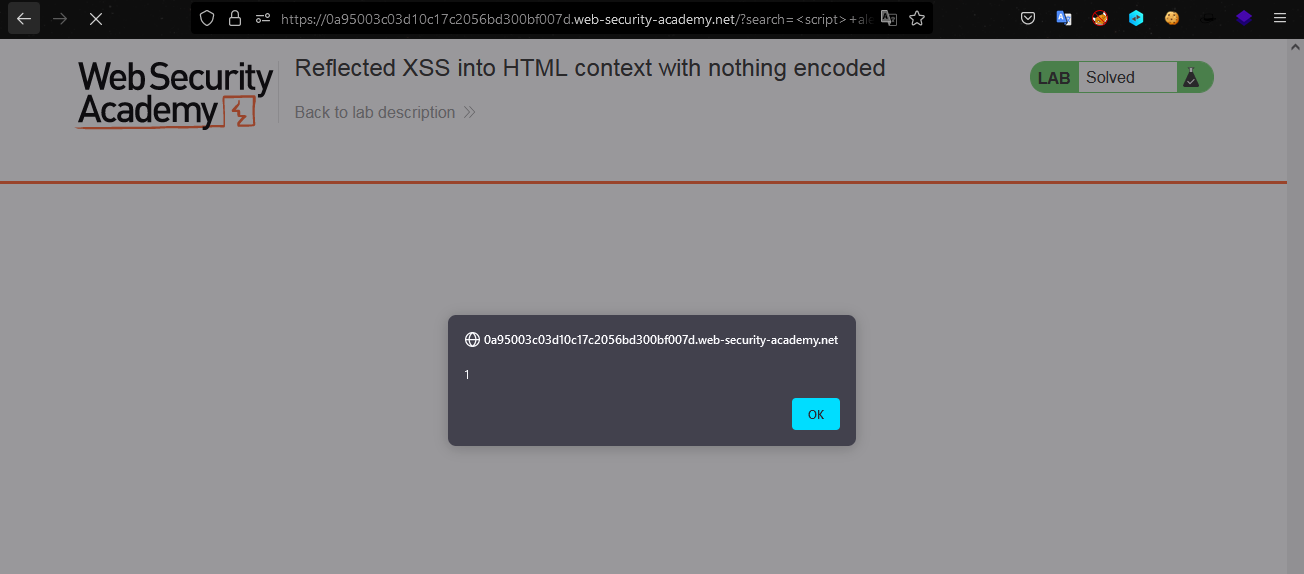 https://0a95003c03d10c17c2056bd300bf007d.web-security-academy.net/?search=<script>+ale
Web Security
Academy
Reflected XSS into HTML context with nothing encoded
Back to lab description
LAB Solved
0a95003c03d10c17c2056bd300bf007d.web-security-academy.net
1
OK